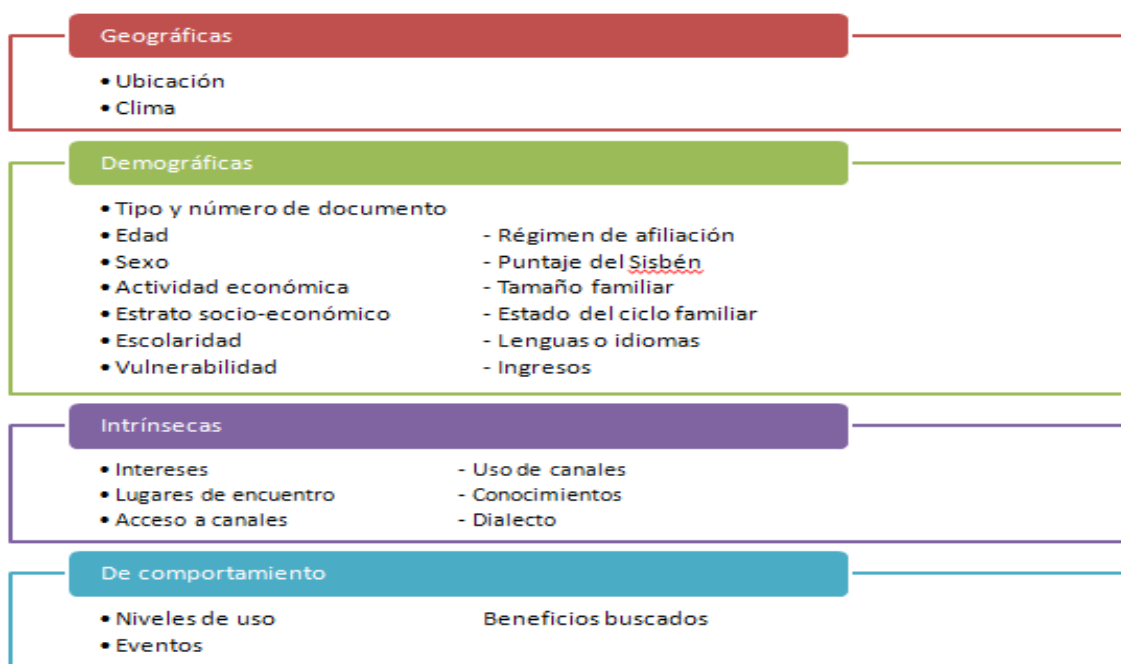 Geográficas
• Ubicación
• Clima
Demográficas
• Tipo y número de documento
• Edad - Régimen de afiliación
• Sexo - Puntaje del Sisbén
• Actividad económica - Tamaño familiar
• Estrato socio-económico - Estado del ciclo familiar
• Escolaridad - Lenguas o idiomas
• Vulnerabilidad - Ingresos
Intrínsecas
• Intereses - Uso de canales
• Lugares de encuentro - Conocimientos
• Acceso a canales - Dialecto
De comportamiento
• Niveles de uso Beneficios buscados
• Eventos